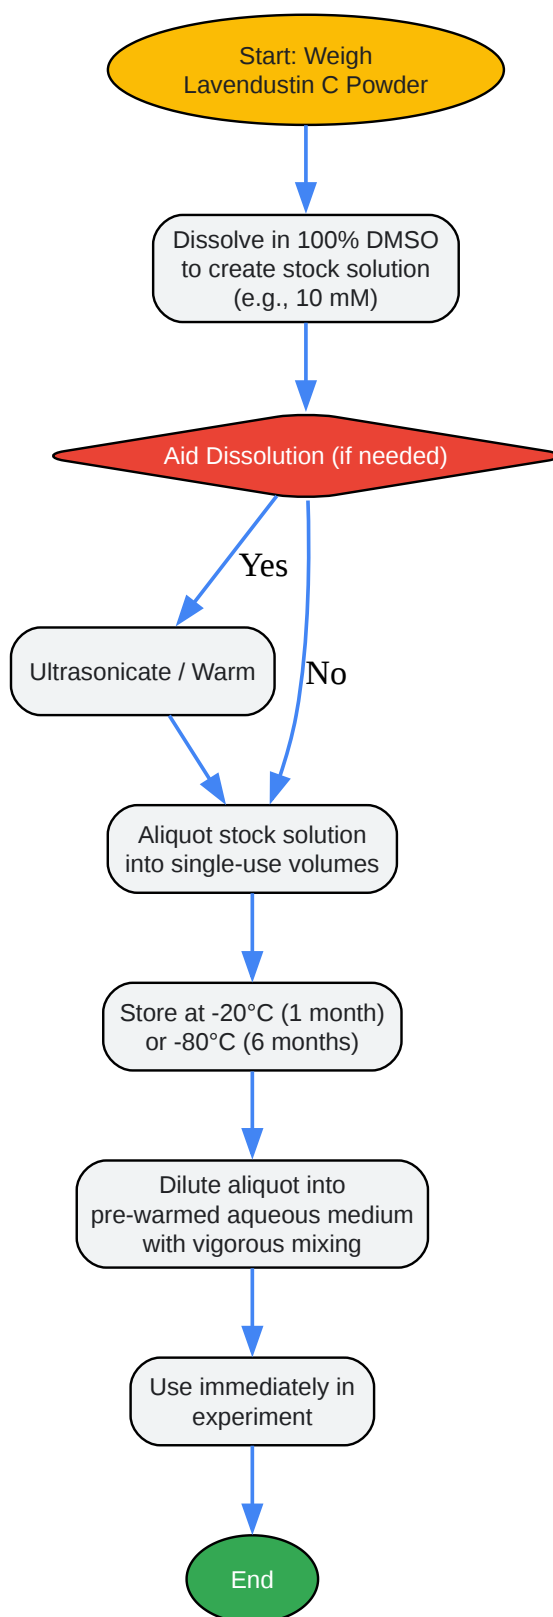 Start: Weigh
Lavendustin C Powder
Dissolve in 100% DMSO
to create stock solution
(e.g., 10 mM)
Aid Dissolution (if needed)
Yes
Ultrasonicate / Warm
No
Aliquot stock solution
into single-use volumes
Store at -20°C (1 month)
or -80°C (6 months)
Dilute aliquot into
pre-warmed aqueous medium
with vigorous mixing
Use immediately in
experiment
End